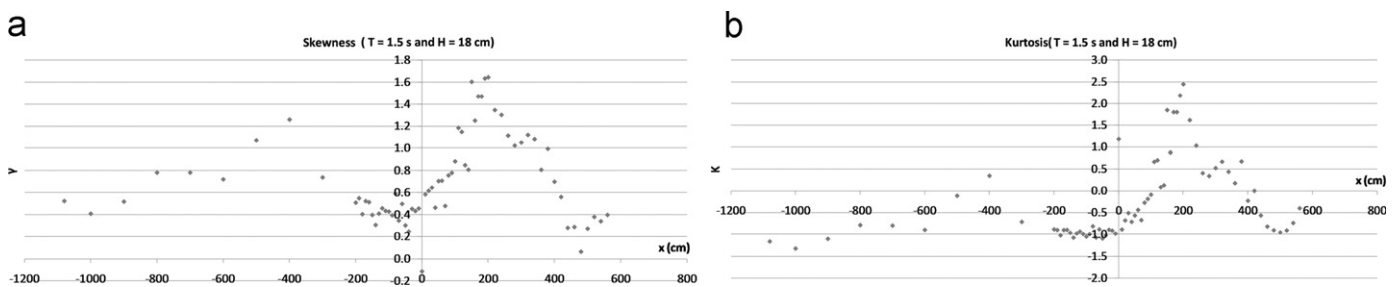 a
Skewness ( T = 1.5 s and H = 18 cm)
1.8
1.6
1.4
1.2
1.0
0.8
0.6
0.4
0.2
0.0
-0.2
γ
x (cm)
-1200 -1000 -800 -600 -400 -200 0 200 400 600 800
b
Kurtosis( T = 1.5 s and H = 18 cm)
3.0
2.5
2.0
1.5
1.0
0.5
0.0
-0.5
-1.0
-1.5
-2.0
K
x (cm)
-1200 -1000 -800 -600 -400 -200 0 200 400 600 800